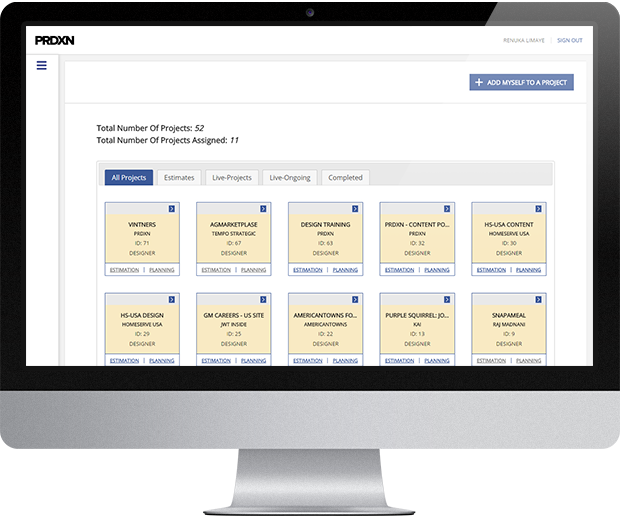 PRDXN
RENUKA LIMAYE | SIGN OUT
+ ADD MYSELF TO A PROJECT
Total Number Of Projects: 52
Total Number Of Projects Assigned: 11
All Projects Estimates Live-Projects Live-Ongoing Completed
VINTNERS
PRDXN
ID: 71
DESIGNER
ESTIMATION | PLANNING
AGMARKETPLASE
TEMPO STRATEGIC
ID: 67
DESIGNER
ESTIMATION | PLANNING
DESIGN TRAINING
PRDXN
ID: 63
DESIGNER
ESTIMATION | PLANNING
PRDXN - CONTENT PO...
PRDXN
ID: 32
DESIGNER
ESTIMATION | PLANNING
HS-USA CONTENT
HOMESERVE USA
ID: 30
DESIGNER
ESTIMATION | PLANNING
HS-USA DESIGN
HOMESERVE USA
ID: 29
DESIGNER
ESTIMATION | PLANNING
GM CAREERS - US SITE
JWT INSIDE
ID: 25
DESIGNER
ESTIMATION | PLANNING
AMERICANTOWNS FO...
AMERICANTOWNS
ID: 22
DESIGNER
ESTIMATION | PLANNING
PURPLE SQUIRREL: JO...
KAI
ID: 13
DESIGNER
ESTIMATION | PLANNING
SNAPAMEAL
RAJ MADNANI
ID: 9
DESIGNER
ESTIMATION | PLANNING